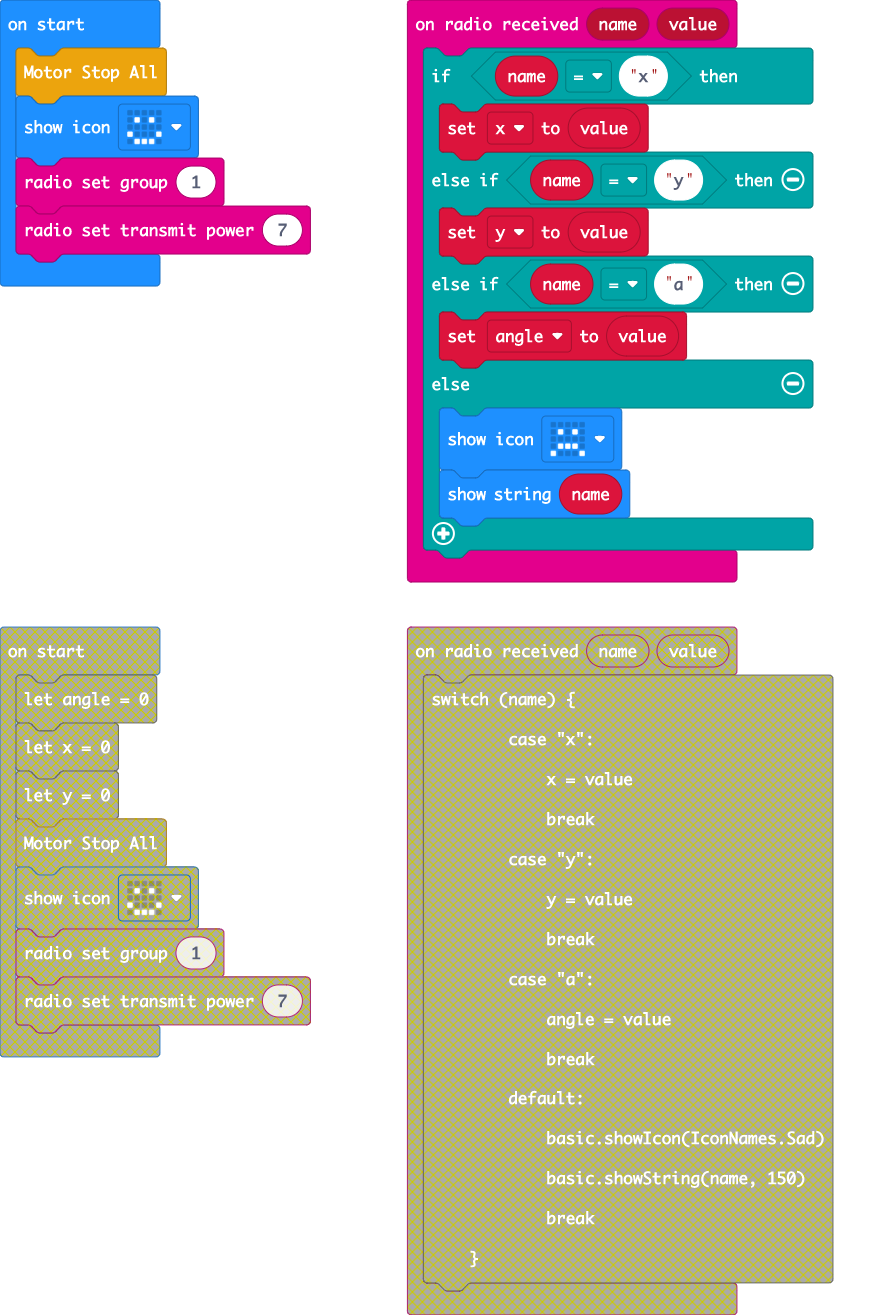 on start
Motor Stop All
show icon
radio set group 1
radio set transmit power 7
on radio received name value
if name = "x" then
set x to value
else if name = "y" then
set y to value
else if name = "a" then
set angle to value
else
show icon
show string name
on start
let angle = 0
let x = 0
let y = 0
Motor Stop All
show icon
radio set group 1
radio set transmit power 7
on radio received name value
switch (name) {
case "x":
x = value
break
case "y":
y = value
break
case "a":
angle = value
break
default:
basic.showIcon(IconNames.Sad)
basic.showString(name, 150)
break
}